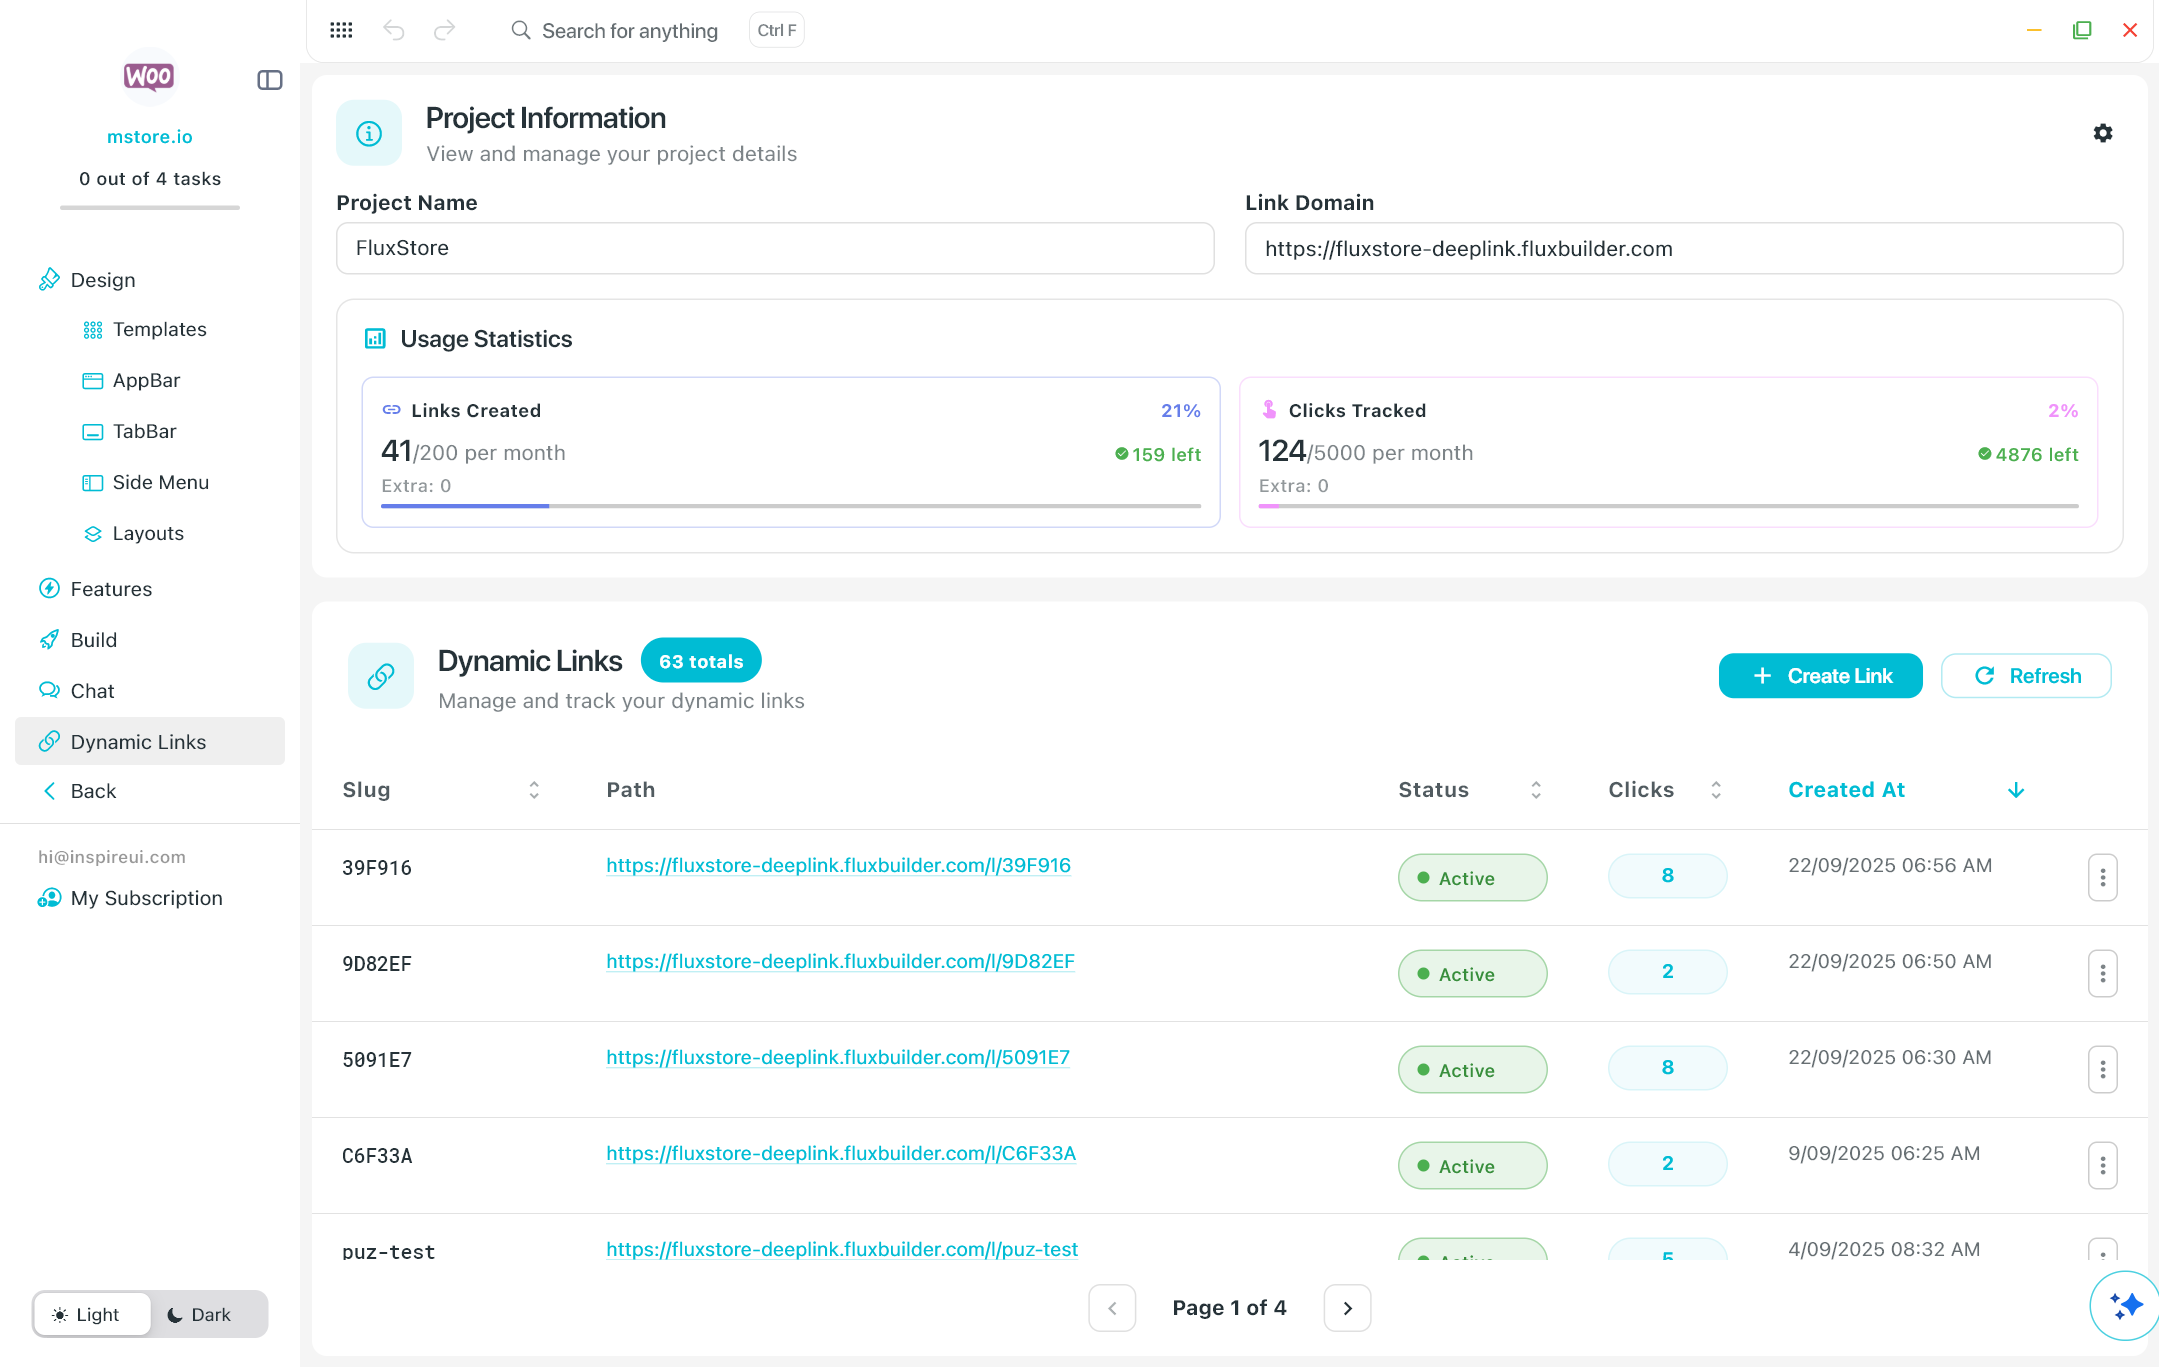 WOO
mstore.io
0 out of 4 tasks
Design
Templates
AppBar
TabBar
Side Menu
Layouts
Features
Build
Chat
Dynamic Links
Back
hi@inspireui.com
My Subscription
Light
Dark
Search for anything
Ctrl F
Project Information
View and manage your project details
Project Name
FluxStore
Link Domain
https://fluxstore-deeplink.fluxbuilder.com
Usage Statistics
Links Created
21%
41/200 per month
159 left
Extra: 0
Clicks Tracked
2%
124/5000 per month
4876 left
Extra: 0
Dynamic Links
63 totals
Manage and track your dynamic links
Create Link
Refresh
Slug
Path
Status
Clicks
Created At
39F916
https://fluxstore-deeplink.fluxbuilder.com/l/39F916
Active
8
22/09/2025 06:56 AM
9D82EF
https://fluxstore-deeplink.fluxbuilder.com/l/9D82EF
Active
2
22/09/2025 06:50 AM
5091E7
https://fluxstore-deeplink.fluxbuilder.com/l/5091E7
Active
8
22/09/2025 06:30 AM
C6F33A
https://fluxstore-deeplink.fluxbuilder.com/l/C6F33A
Active
2
9/09/2025 06:25 AM
puz-test
https://fluxstore-deeplink.fluxbuilder.com/l/puz-test
Active
5
4/09/2025 08:32 AM
Page 1 of 4